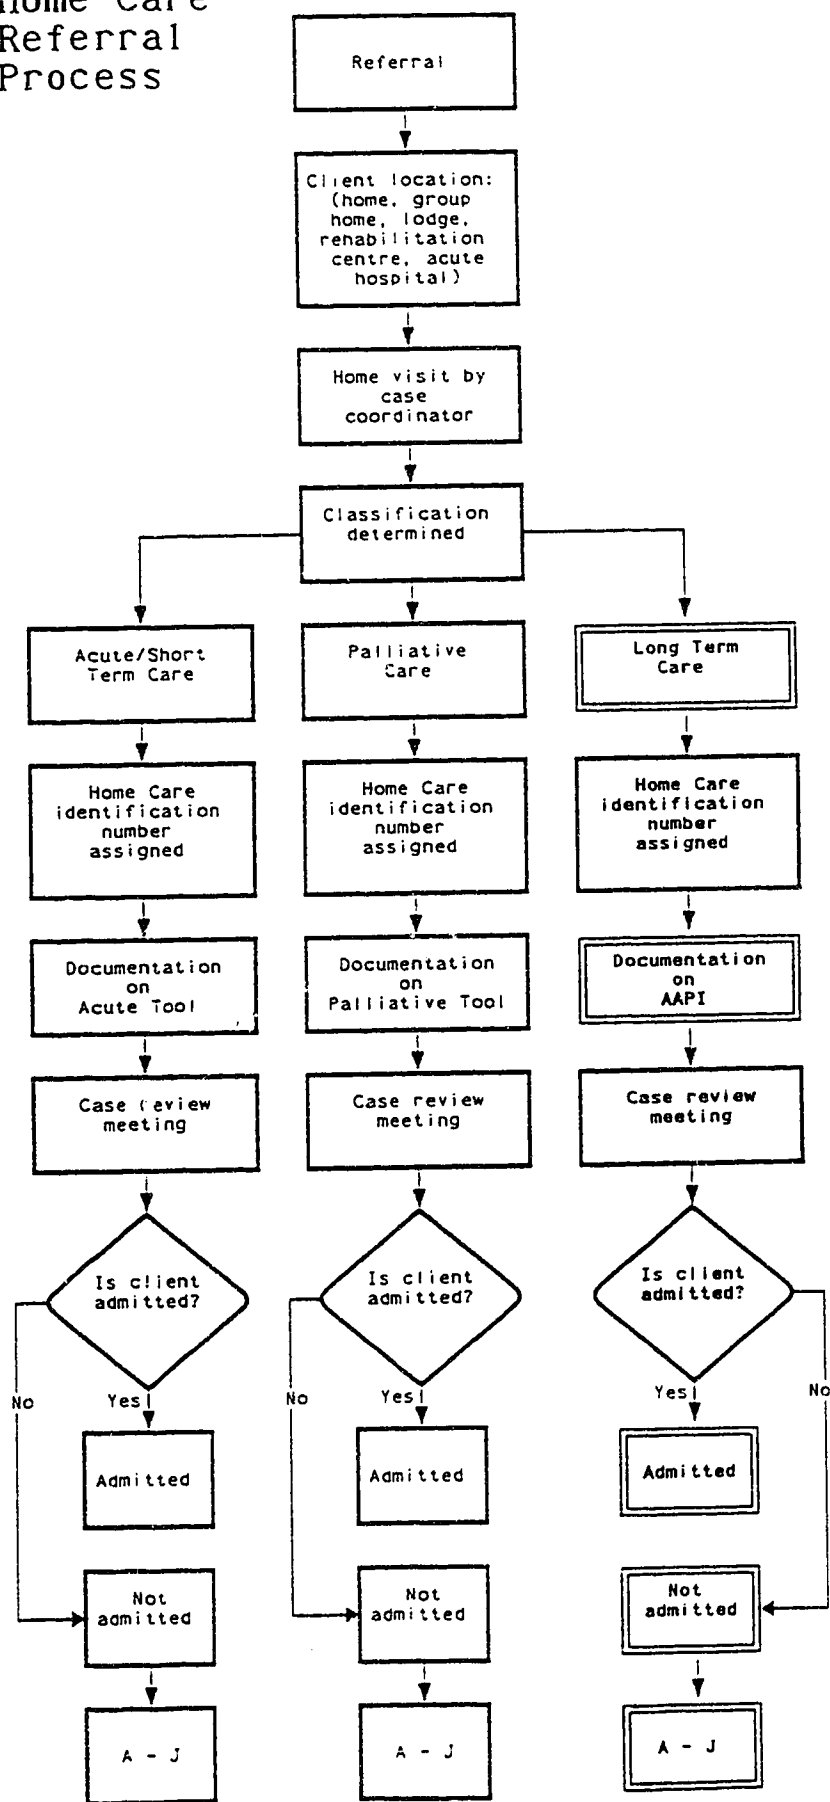 Home Care
Referral
Process
Referral
Client location:
(home, group
home, lodge,
rehabilitation
centre, acute
hospital)
Home visit by
case
coordinator
Classification
determined
Acute/Short
Term Care
Home Care
identification
number
assigned
Documentation
on
Acute Tool
Case review
meeting
Is client
admitted?
No
Yes
Admitted
Not
admitted
A - J
Palliative
Care
Home Care
identification
number
assigned
Documentation
on
Palliative Tool
Case review
meeting
Is client
admitted?
No
Yes
Admitted
Not
admitted
A - J
Long Term
Care
Home Care
identification
number
assigned
Documentation
on
AAPI
Case review
meeting
Is client
admitted?
Yes
No
Admitted
Not
admitted
A - J